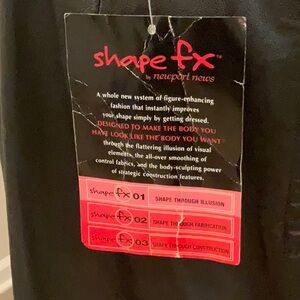 shape fx™
by newport news
A whole new system of figure-enhancing
fashion that instantly improves
your shape simply by getting dressed.
DESIGNED TO MAKE THE BODY YOU
HAVE LOOK LIKE THE BODY YOU WANT
through the flattering illusion of visual
elements, the all-over smoothing of
control fabrics, and the body-sculpting power
of strategic construction features.
shape fx 01 SHAPE THROUGH ILLUSION
shape fx 02 SHAPE THROUGH FABRICATION
shape fx 03 SHAPE THROUGH CONSTRUCTION